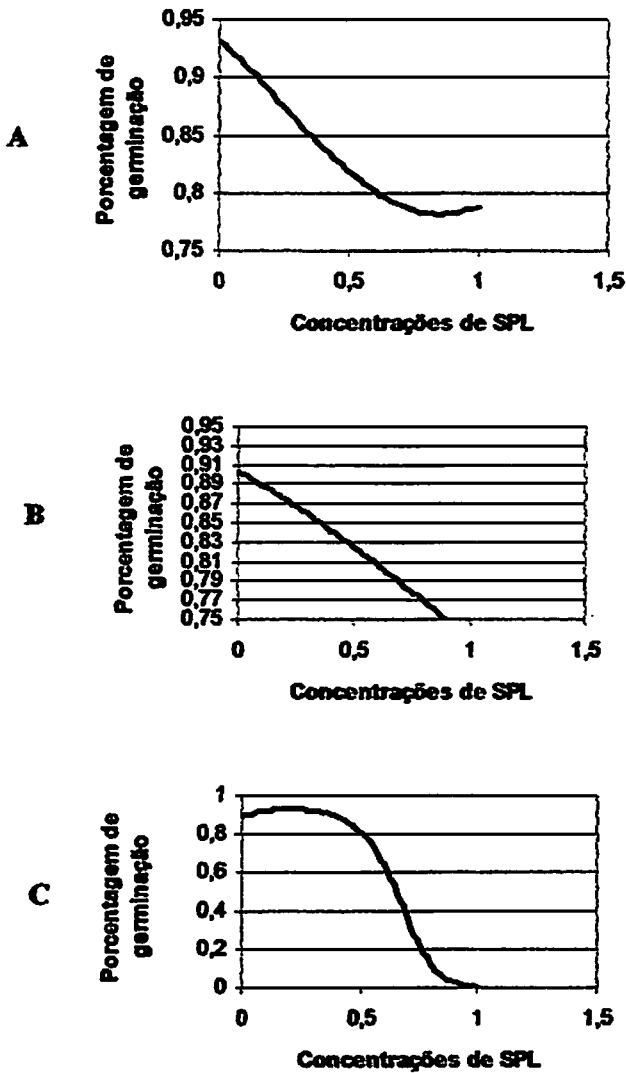 A
Porcentagem de
germinação
0,95
0,9
0,85
0,8
0,75
0
0,5
1
1,5
Concentrações de SPL
B
Porcentagem de
germinação
0,95
0,93
0,91
0,89
0,87
0,85
0,83
0,81
0,79
0,77
0,75
0
0,5
1
1,5
Concentrações de SPL
C
Porcentagem de
germinação
1
0,8
0,6
0,4
0,2
0
0
0,5
1
1,5
Concentrações de SPL